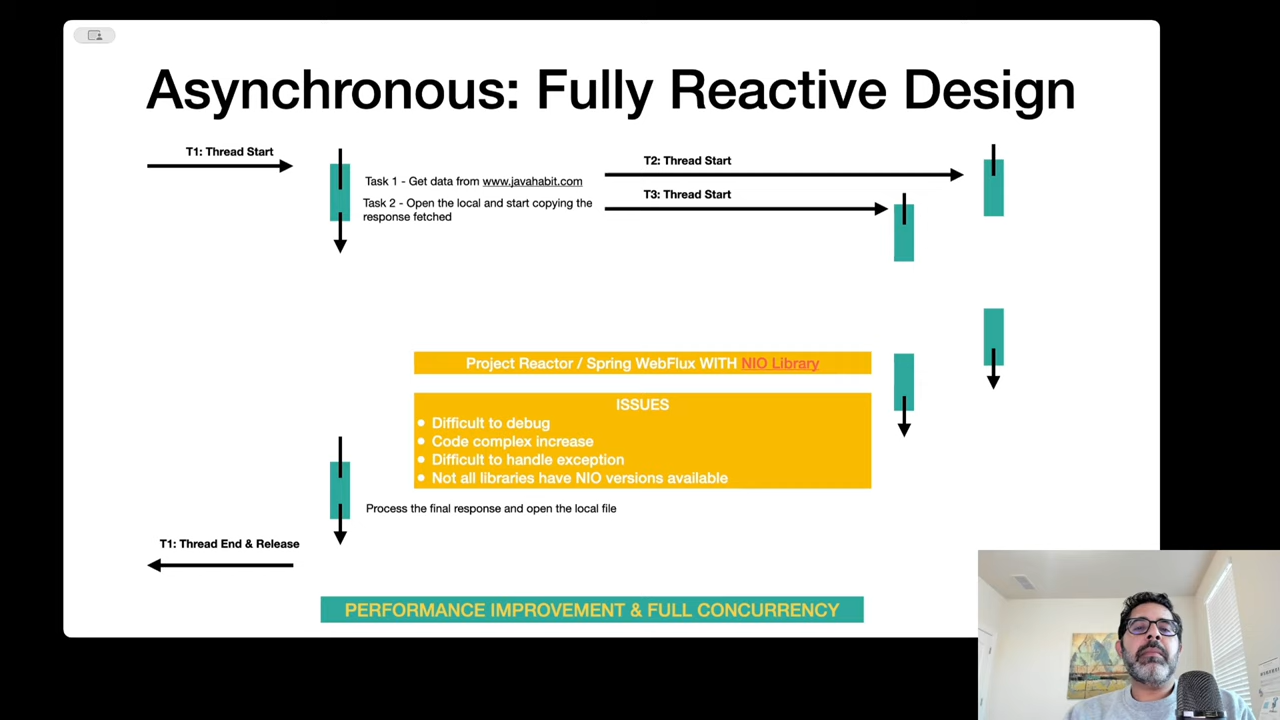 Asynchronous: Fully Reactive Design
T1: Thread Start
T2: Thread Start
Task 1 - Get data from www.javahabit.com
T3: Thread Start
Task 2 - Open the local and start copying the
response fetched
Project Reactor / Spring WebFlux WITH NIO Library
ISSUES
● Difficult to debug
● Code complex increase
● Difficult to handle exception
● Not all libraries have NIO versions available
Process the final response and open the local file
T1: Thread End & Release
PERFORMANCE IMPROVEMENT & FULL CONCURRENCY